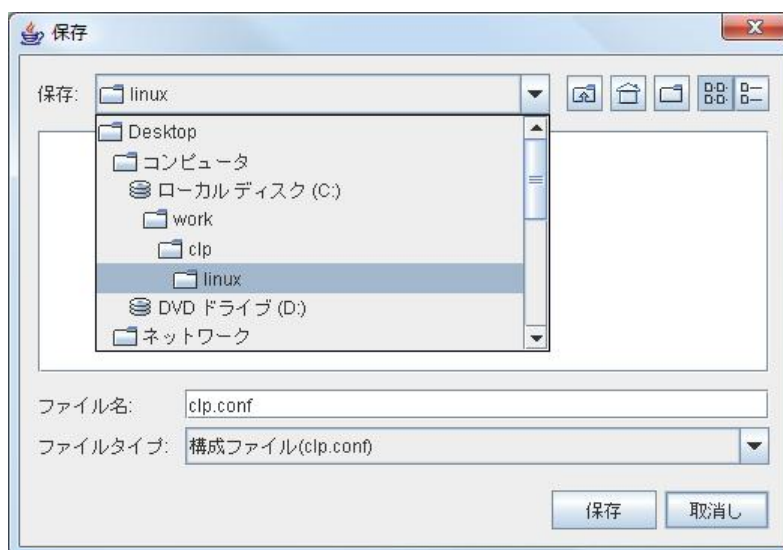 保存
保存: linux
Desktop
コンピュータ
ローカル ディスク (C:)
work
clp
linux
DVD ドライブ (D:)
ネットワーク
ファイル名: clp.conf
ファイルタイプ: 構成ファイル(clp.conf)
保存 取消し